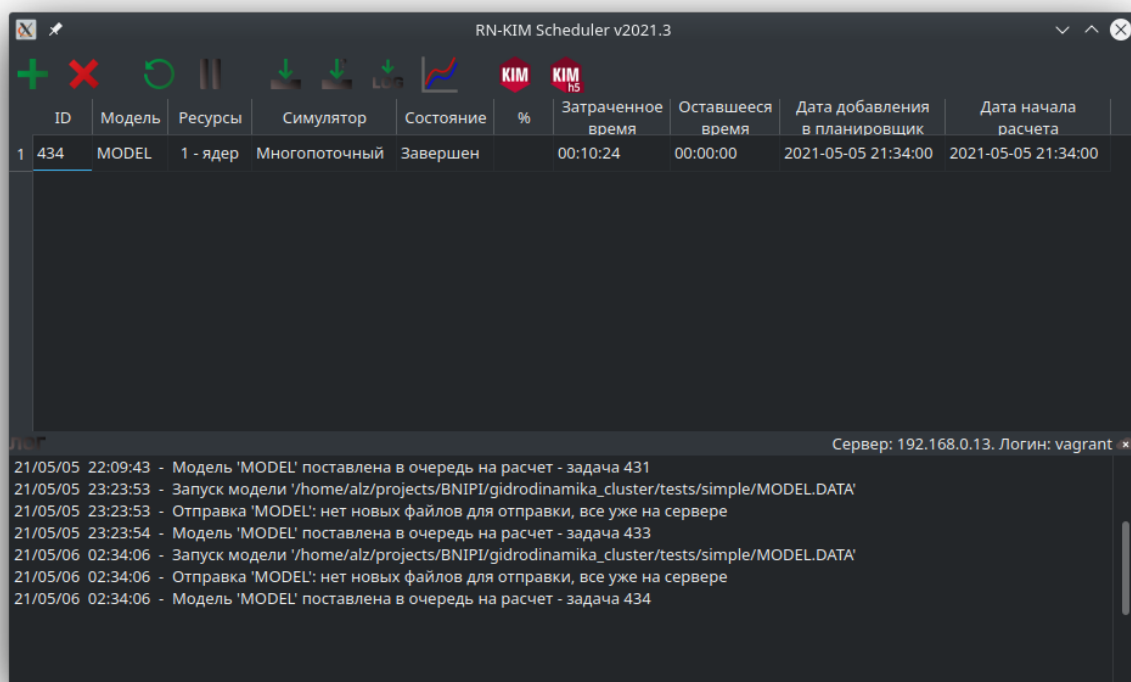 RN-KIM Scheduler v2021.3
LOG KIM KIM h5
ID Модель Ресурсы Симулятор Состояние % Затраченное время Оставшееся время Дата добавления в планировщик Дата начала расчета
1 434 MODEL 1 - ядер Многопоточный Завершен 00:10:24 00:00:00 2021-05-05 21:34:00 2021-05-05 21:34:00
лог Сервер: 192.168.0.13. Логин: vagrant
21/05/05 22:09:43 - Модель 'MODEL' поставлена в очередь на расчет - задача 431
21/05/05 23:23:53 - Запуск модели '/home/alz/projects/BNIPI/gidrodinamika_cluster/tests/simple/MODEL.DATA'
21/05/05 23:23:53 - Отправка 'MODEL': нет новых файлов для отправки, все уже на сервере
21/05/05 23:23:54 - Модель 'MODEL' поставлена в очередь на расчет - задача 433
21/05/06 02:34:06 - Запуск модели '/home/alz/projects/BNIPI/gidrodinamika_cluster/tests/simple/MODEL.DATA'
21/05/06 02:34:06 - Отправка 'MODEL': нет новых файлов для отправки, все уже на сервере
21/05/06 02:34:06 - Модель 'MODEL' поставлена в очередь на расчет - задача 434